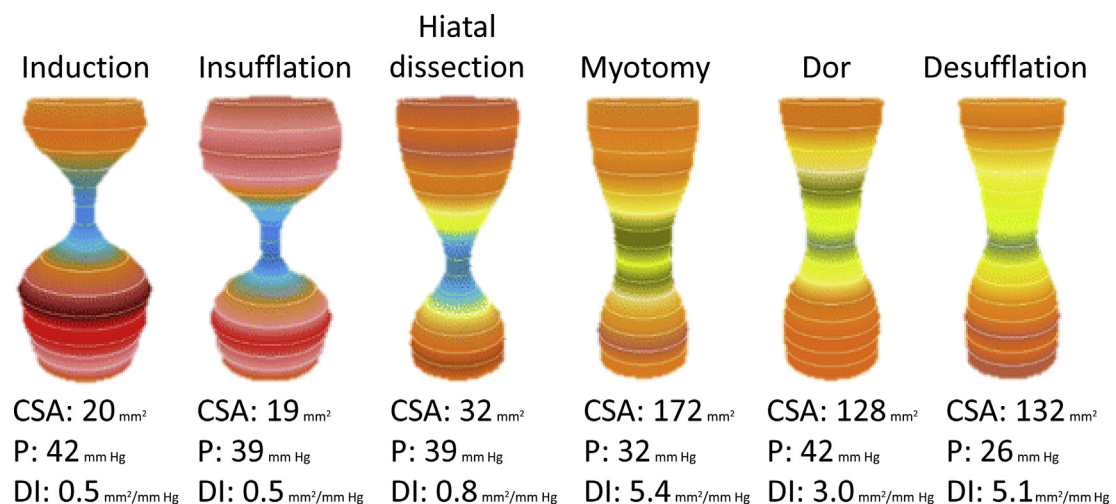 Induction
Insufflation
Hiatal
dissection
Myotomy
Dor
Desufflation
CSA: 20 mm²
P: 42 mm Hg
DI: 0.5 mm²/mm Hg
CSA: 19 mm²
P: 39 mm Hg
DI: 0.5 mm²/mm Hg
CSA: 32 mm²
P: 39 mm Hg
DI: 0.8 mm²/mm Hg
CSA: 172 mm²
P: 32 mm Hg
DI: 5.4 mm²/mm Hg
CSA: 128 mm²
P: 42 mm Hg
DI: 3.0 mm²/mm Hg
CSA: 132 mm²
P: 26 mm Hg
DI: 5.1 mm²/mm Hg